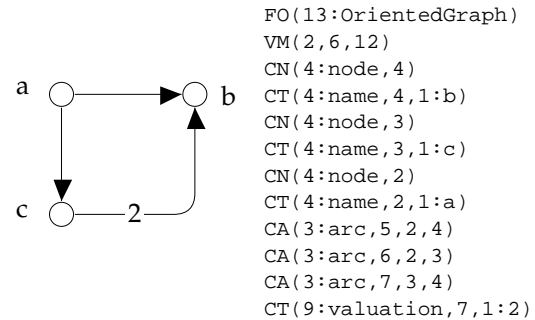 a
b
c
2
FO(13:OrientedGraph)
VM(2,6,12)
CN(4:node,4)
CT(4:name,4,1:b)
CN(4:node,3)
CT(4:name,3,1:c)
CN(4:node,2)
CT(4:name,2,1:a)
CA(3:arc,5,2,4)
CA(3:arc,6,2,3)
CA(3:arc,7,3,4)
CT(9:valuation,7,1:2)